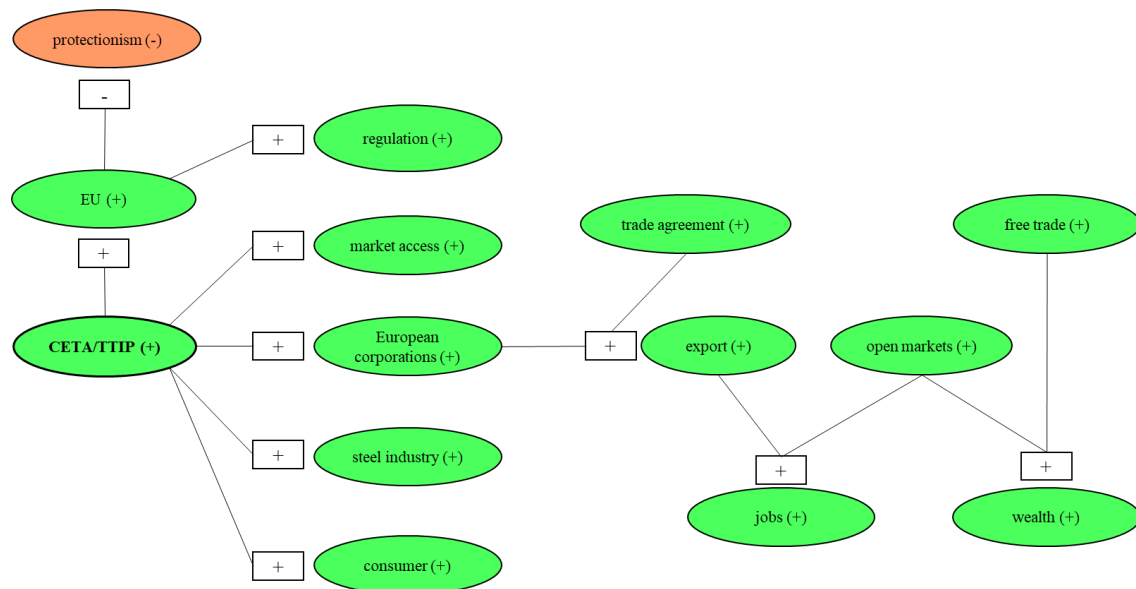 protectionism (-)
-
+
regulation (+)
EU (+)
trade agreement (+)
free trade (+)
+
+
market access (+)
CETA/TTIP (+)
+
European
corporations (+)
+
export (+)
open markets (+)
+
steel industry (+)
+
+
jobs (+)
wealth (+)
+
consumer (+)